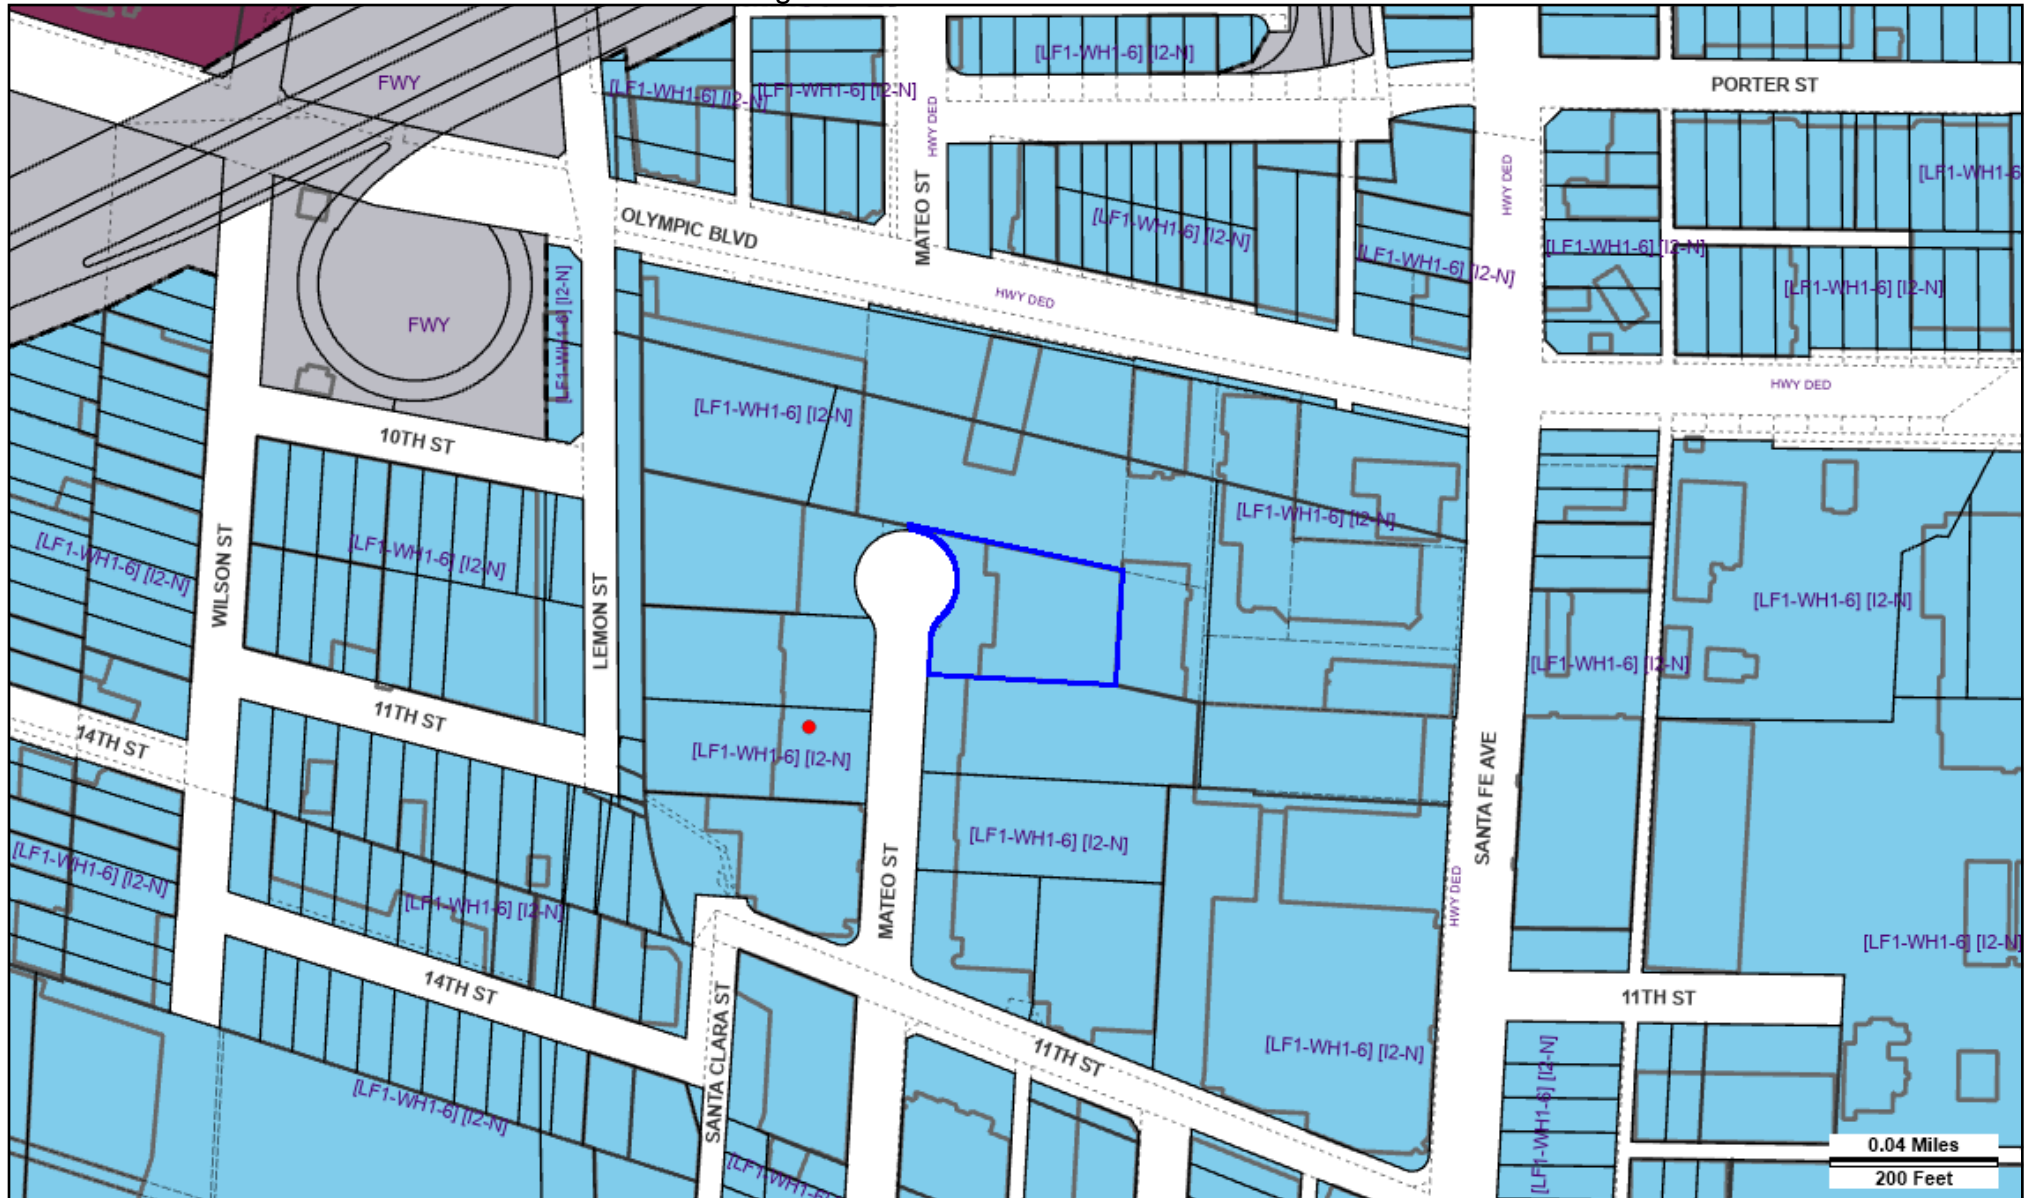 g
[LF1-WH1-6] [I2-N]
FWY
PORTER ST
[LF1-WH1-6] [I2-N]
[LF1-WH1-6] [I2-N]
HWY DED
HWY DED
[LF1-WH1-6
MATEO ST
OLYMPIC BLVD
[LF1-WH1-6] [I2-N]
[LF1-WH1-6] [I2-N]
[LF1-WH1-6] [I2-N]
[LF1-WH1-6] [I2-N]
HWY DED
FWY
[LF1-WH1-6] [I2-N]
HWY DED
[LF1-WH1-6] [I2-N]
10TH ST
[LF1-WH1-6] [I2-N]
[LF1-WH1-6] [I2-N]
[LF1-WH1-6] [I2-N]
WILSON ST
LEMON ST
[LF1-WH1-6] [I2-N]
[LF1-WH1-6] [I2-N]
11TH ST
14TH ST
[LF1-WH1-6] [I2-N]
SANTA FE AVE
[LF1-WH1-6] [I2-N]
[LF1-WH1-6] [I2-N]
MATEO ST
HWY DED
[LF1-WH1-6] [I2-N]
[LF1-WH1-6] [I2-N]
14TH ST
11TH ST
SANTA CLARA ST
11TH ST
[LF1-WH1-6] [I2-N]
[LF1-WH1-6] [I2-N]
[LF1-WH1-6] [I2-N]
[LF1-WH1-6]
0.04 Miles
200 Feet